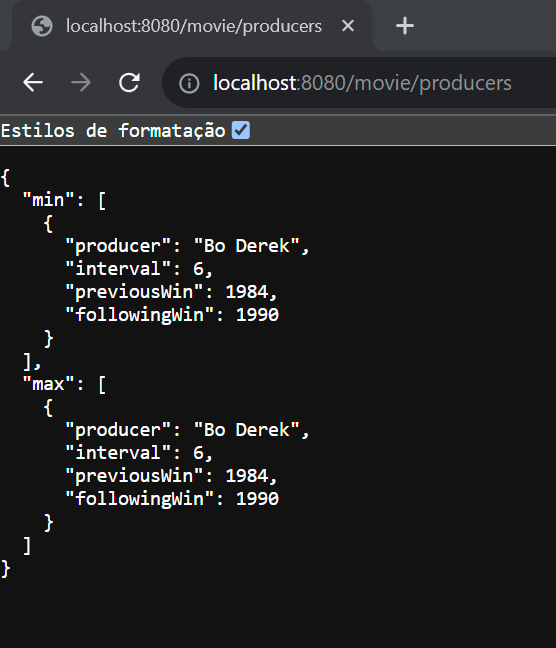 localhost:8080/movie/producers
localhost:8080/movie/producers
Estilos de formatação
{
  "min": [
    {
      "producer": "Bo Derek",
      "interval": 6,
      "previousWin": 1984,
      "followingWin": 1990
    }
  ],
  "max": [
    {
      "producer": "Bo Derek",
      "interval": 6,
      "previousWin": 1984,
      "followingWin": 1990
    }
  ]
}